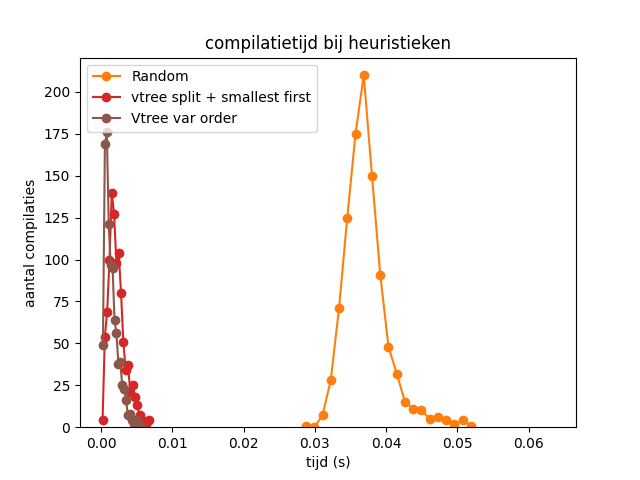 compilatietijd bij heuristieken
Random
vtree split + smallest first
Vtree var order
aantal compilaties
200
175
150
125
100
75
50
25
0
0.00 0.01 0.02 0.03 0.04 0.05 0.06
tijd (s)